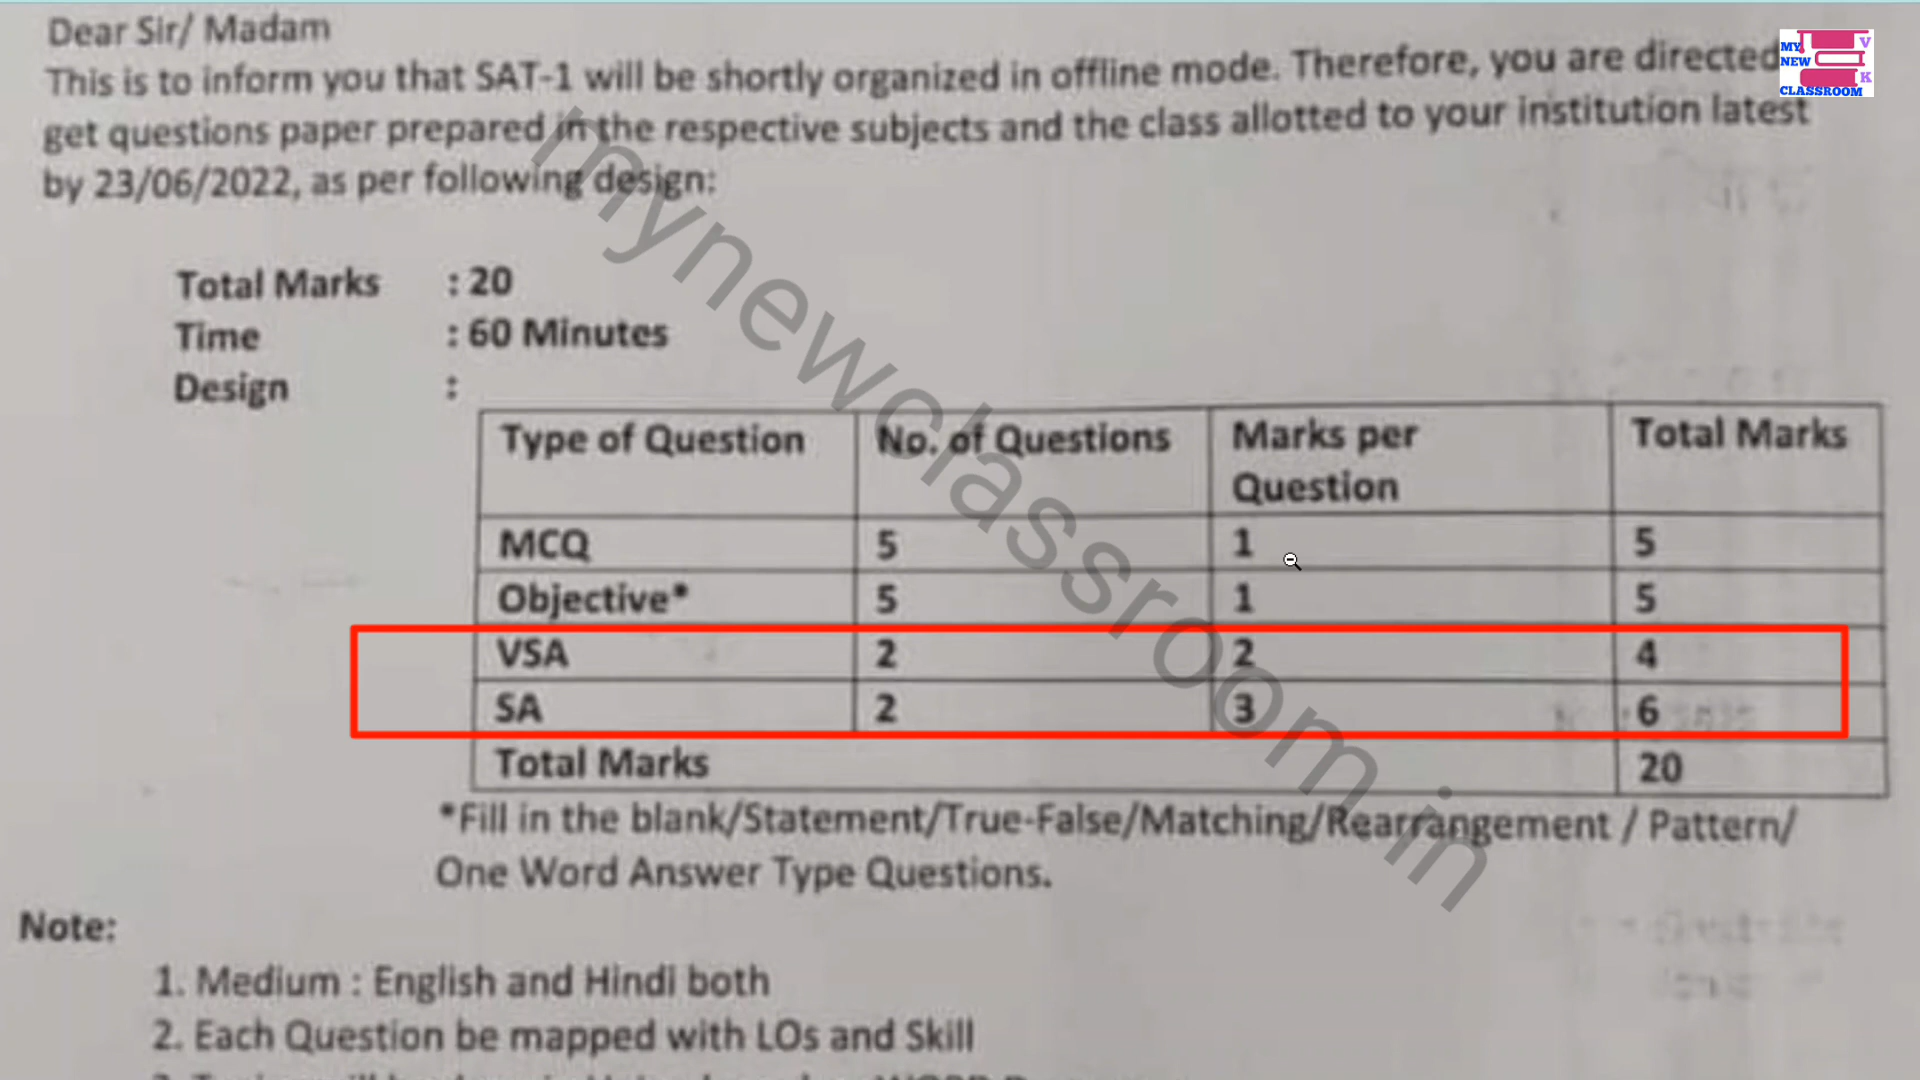 Dear Sir/ Madam
This is to inform you that SAT-1 will be shortly organized in offline mode. Therefore, you are directed
get questions paper prepared in the respective subjects and the class allotted to your institution latest
by 23/06/2022, as per following design:
MY NEW CLASSROOM V K
Total Marks : 20
Time : 60 Minutes
Design :
Type of Question No. of Questions Marks per Question Total Marks
MCQ 5 1 5
Objective* 5 1 5
VSA 2 2 4
SA 2 3 6
Total Marks 20
*Fill in the blank/Statement/True-False/Matching/Rearrangement / Pattern/
One Word Answer Type Questions.
Note:
1. Medium : English and Hindi both
2. Each Question be mapped with LOs and Skill
mynewclassroom.in